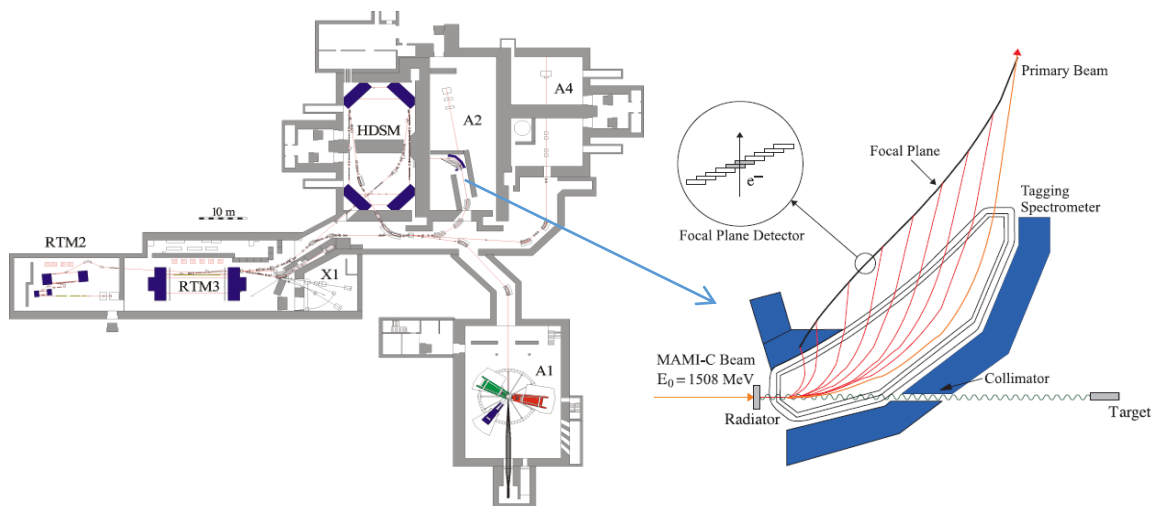 HDSM
A2
A4
10 m
RTM2
RTM3
X1
A1
Primary Beam
Focal Plane
e−
Focal Plane Detector
Tagging
Spectrometer
MAMI-C Beam
E₀ = 1508 MeV
Radiator
Collimator
Target